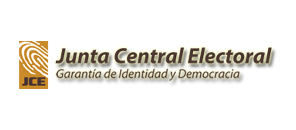 Junta Central Electoral
Garantía de Identidad y Democracia
JCE